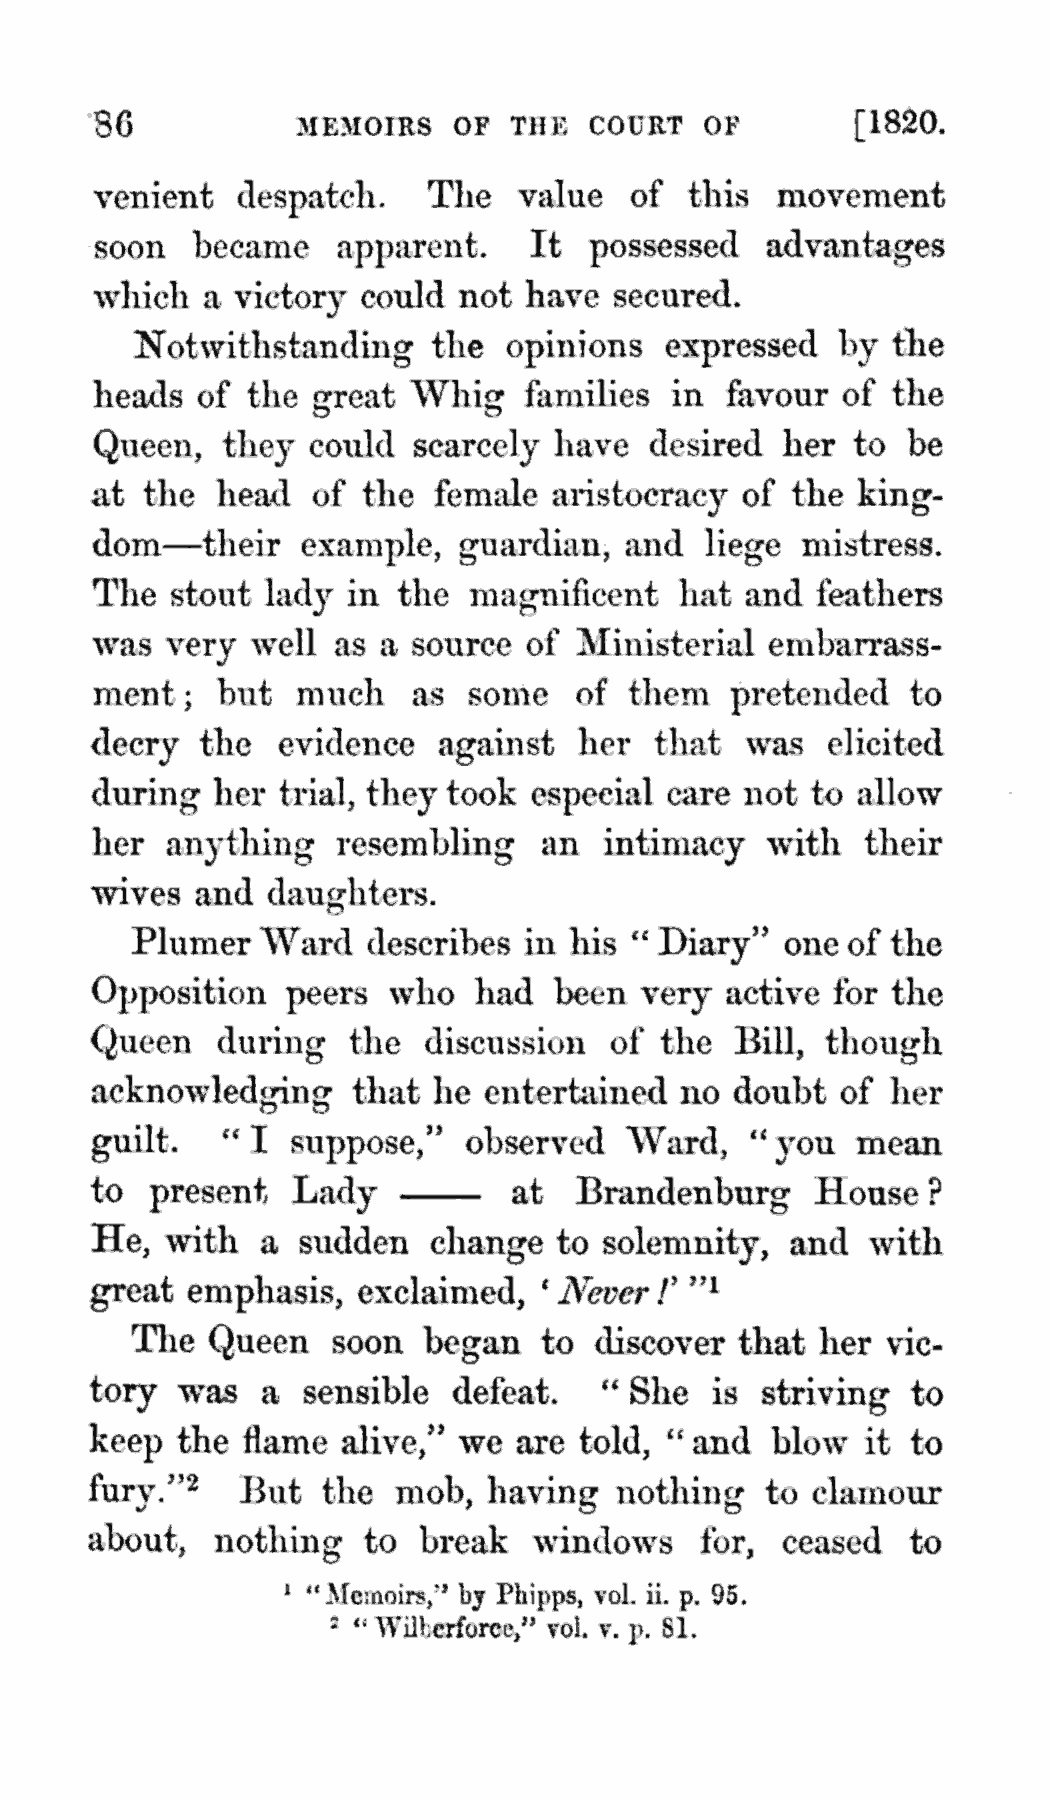 86 MEMOIRS OF THE COURT OF [1820.
venient despatch. The value of this movement
soon became apparent. It possessed advantages
which a victory could not have secured.
Notwithstanding the opinions expressed by the
heads of the great Whig families in favour of the
Queen, they could scarcely have desired her to be
at the head of the female aristocracy of the king-
dom—their example, guardian, and liege mistress.
The stout lady in the magnificent hat and feathers
was very well as a source of Ministerial embarrass-
ment; but much as some of them pretended to
decry the evidence against her that was elicited
during her trial, they took especial care not to allow
her anything resembling an intimacy with their
wives and daughters.
Plumer Ward describes in his “Diary” one of the
Opposition peers who had been very active for the
Queen during the discussion of the Bill, though
acknowledging that he entertained no doubt of her
guilt. “I suppose,” observed Ward, “you mean
to present Lady —— at Brandenburg House?
He, with a sudden change to solemnity, and with
great emphasis, exclaimed, ‘Never!’ ”¹
The Queen soon began to discover that her vic-
tory was a sensible defeat. “She is striving to
keep the flame alive,” we are told, “and blow it to
fury.”² But the mob, having nothing to clamour
about, nothing to break windows for, ceased to
¹ “Memoirs,” by Phipps, vol. ii. p. 95.
² “Wilberforce,” vol. v. p. 81.